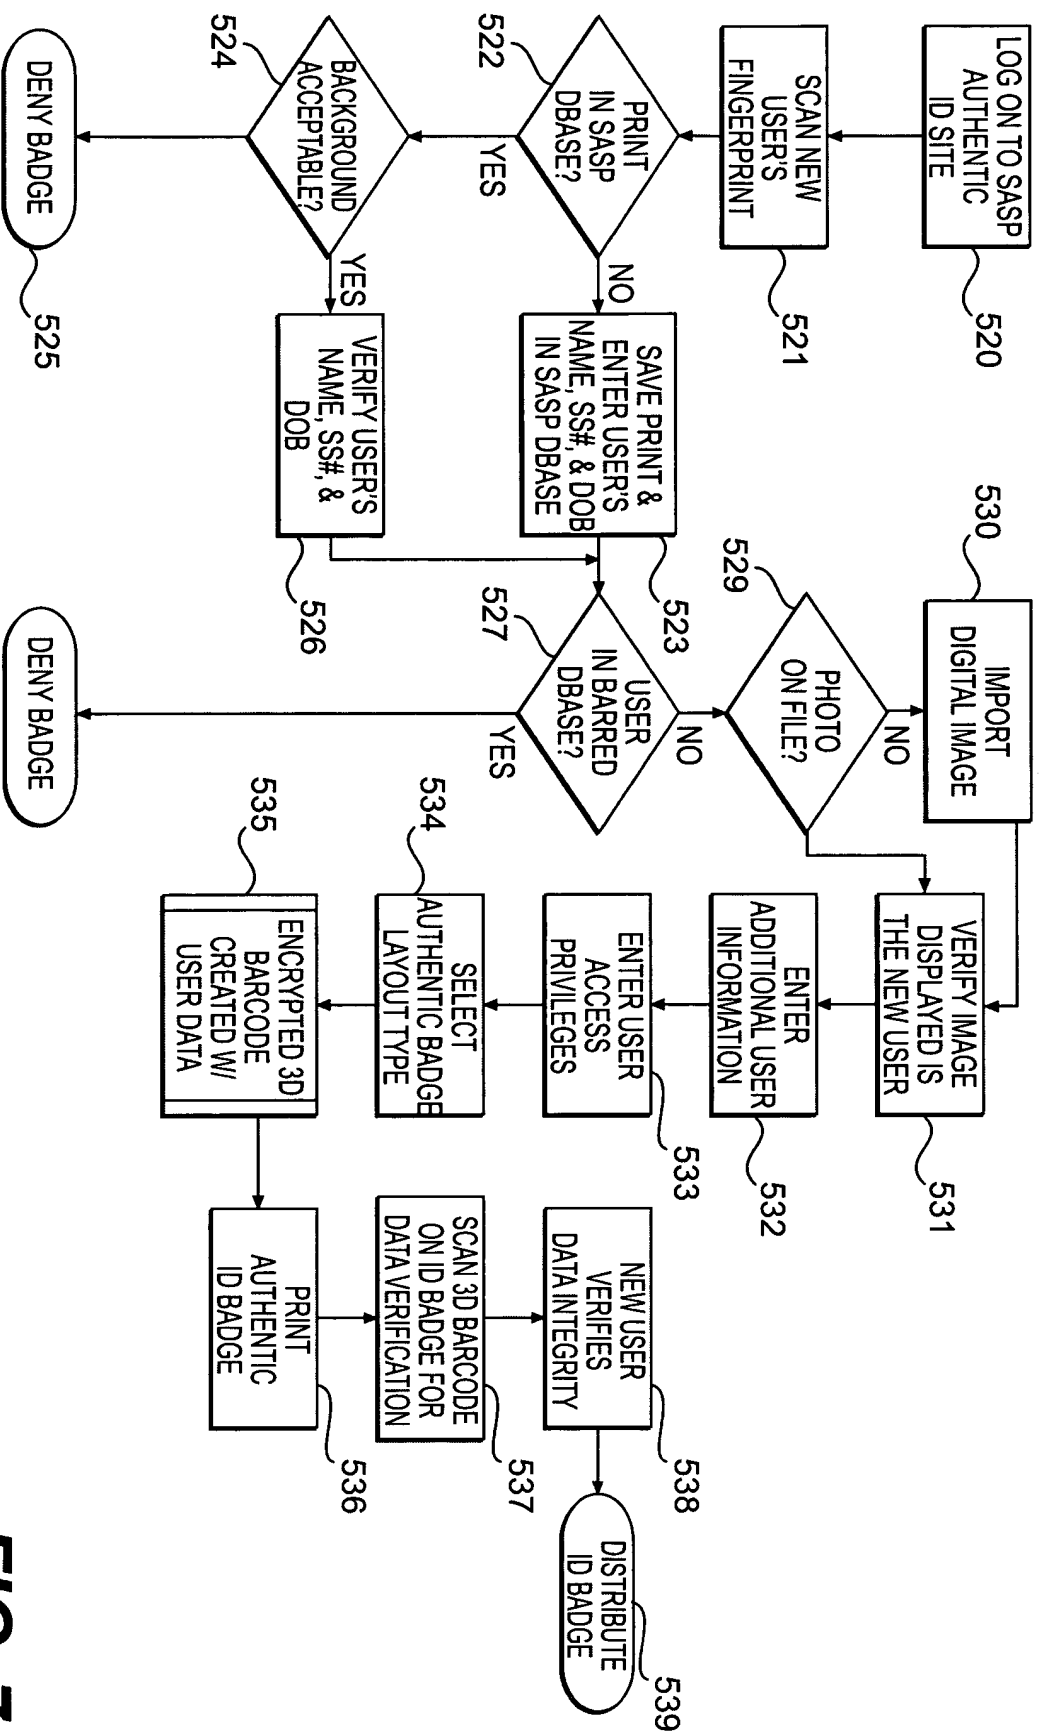 LOG ON TO SASP
AUTHENTIC
ID SITE
520
SCAN NEW
USER'S
FINGERPRINT
521
PRINT
IN SASP
DBASE?
522
NO
YES
SAVE PRINT &
ENTER USER'S
NAME, SS#, & DOB
IN SASP DBASE
523
BACKGROUND
ACCEPTABLE?
524
YES
DENY BADGE
525
VERIFY USER'S
NAME, SS#, &
DOB
526
USER
IN BARRED
DBASE?
527
NO
YES
DENY BADGE
PHOTO
ON FILE?
529
NO
IMPORT
DIGITAL IMAGE
530
VERIFY IMAGE
DISPLAYED IS
THE NEW USER
531
ENTER
ADDITIONAL USER
INFORMATION
532
ENTER USER
ACCESS
PRIVILEGES
533
SELECT
AUTHENTIC BADGE
LAYOUT TYPE
534
ENCRYPTED 3D
BARCODE
CREATED W/
USER DATA
535
PRINT
AUTHENTIC
ID BADGE
536
SCAN 3D BARCODE
ON ID BADGE FOR
DATA VERIFICATION
537
NEW USER
VERIFIES
DATA INTEGRITY
538
DISTRIBUTE
ID BADGE
539